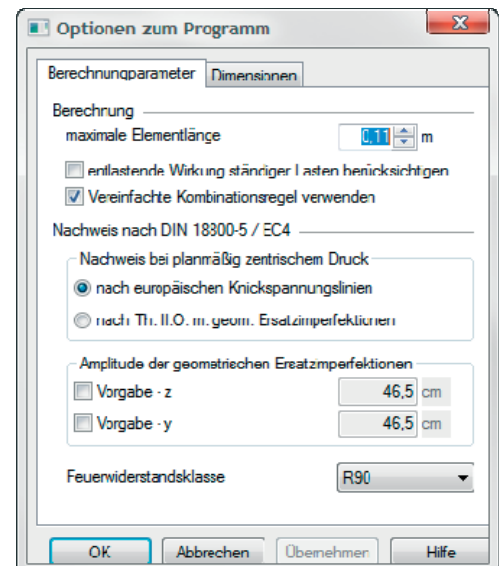 Optionen zum Programm
Berechnungparameter Dimensionen
Berechnung
maximale Elementlänge 0,11 m
entlastende Wirkung ständiger Lasten berücksichtigen
Vereinfachte Kombinationsregel verwenden
Nachweis nach DIN 18800-5 / EC4
Nachweis bei planmäßig zentrischem Druck
nach europäischen Knickspannungslinien
nach Th. II.O. m. geom. Ersatzimperfektionen
Amplitude der geometrischen Ersatzimperfektionen
Vorgabe - z 46,5 cm
Vorgabe - y 46,5 cm
Feuerwiderstandsklasse R90
OK Abbrechen Übernehmen Hilfe